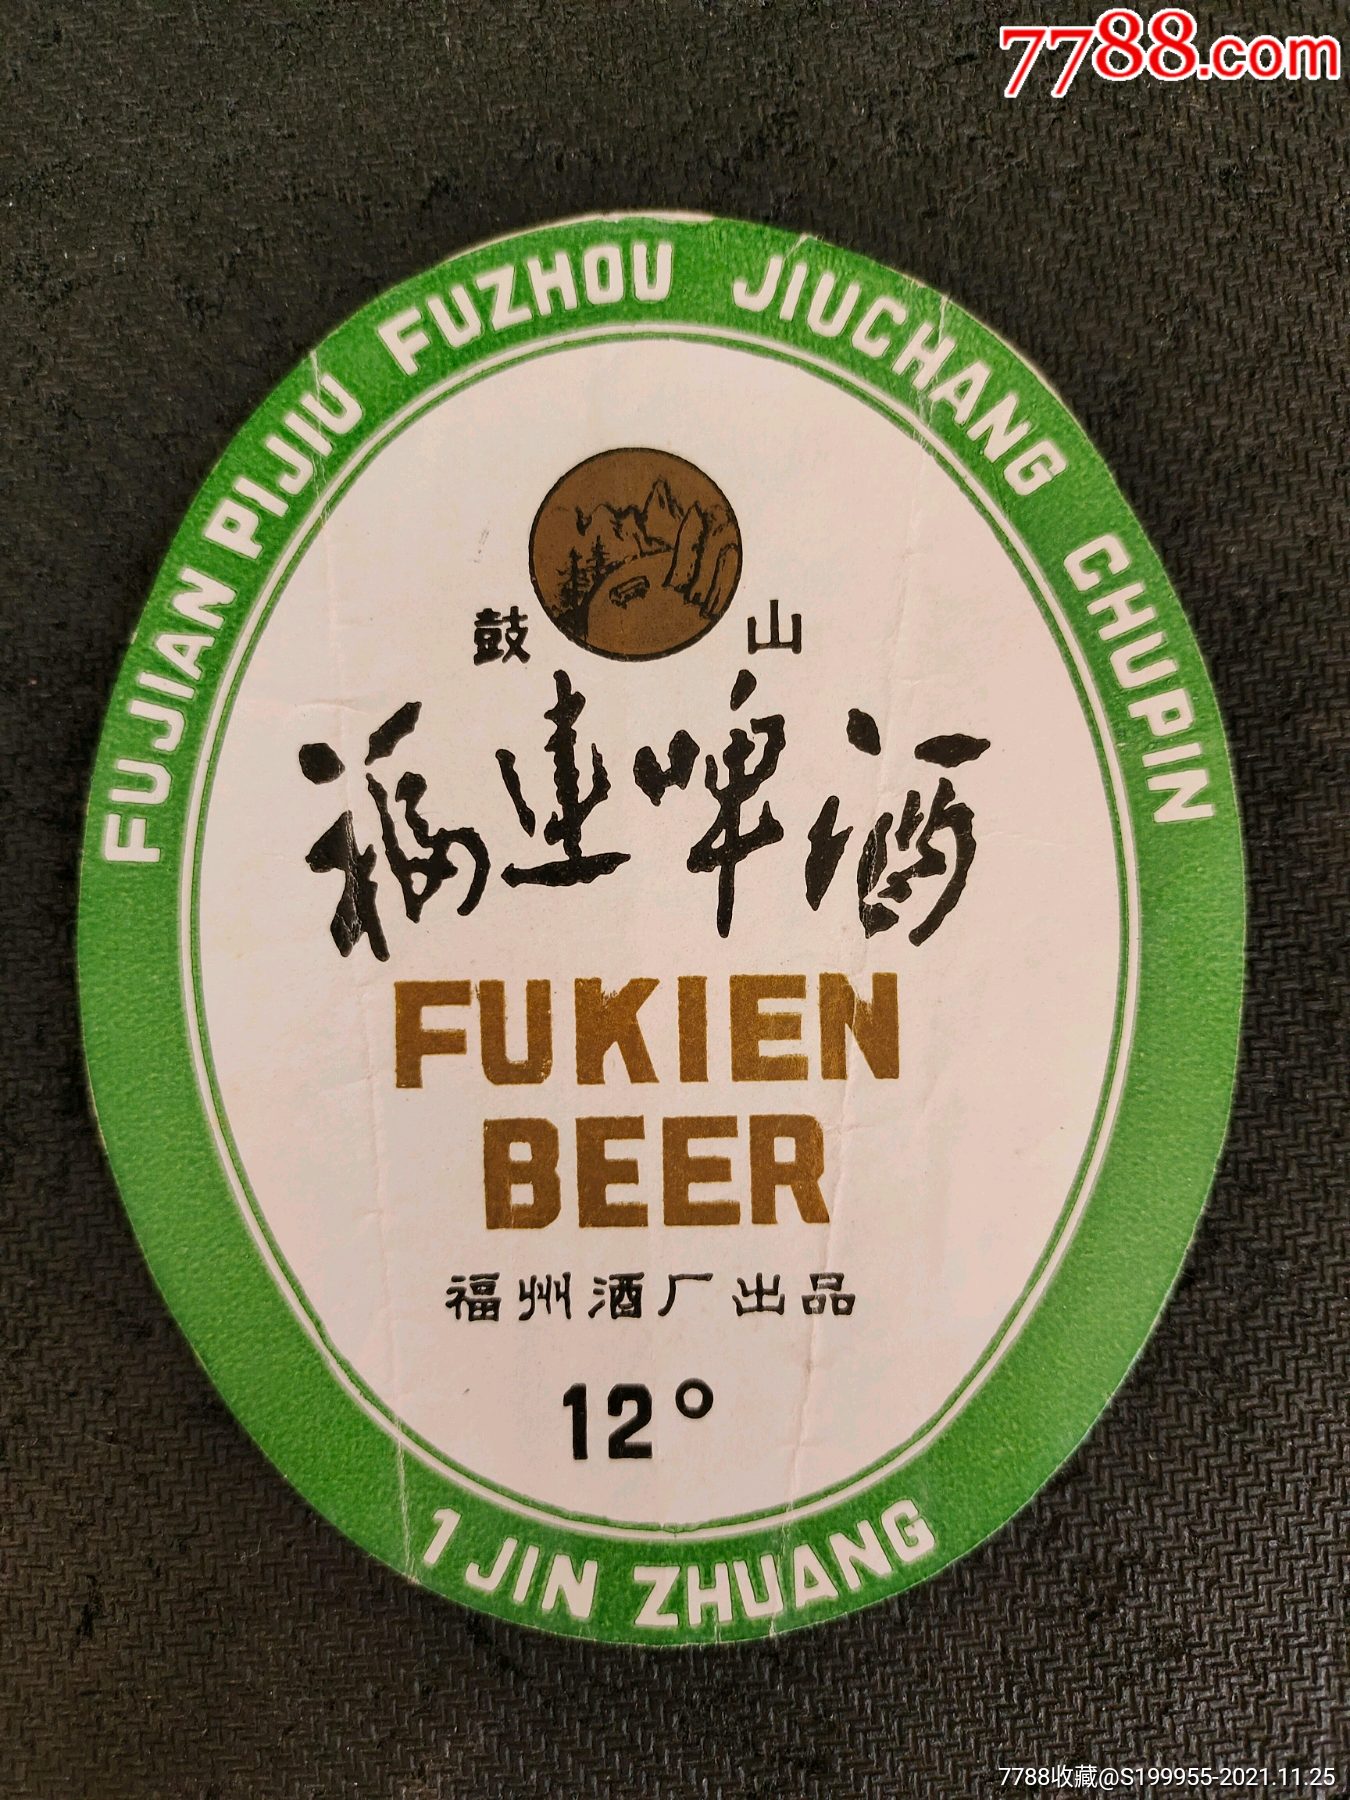 7788.com
FUJIAN PIJIU FUZHOU JIUCHANG CHUPIN
鼓山
福建啤酒
FUKIEN
BEER
福州酒厂出品
12°
1 JIN ZHUANG
7788收藏@S199955-2021.11.25